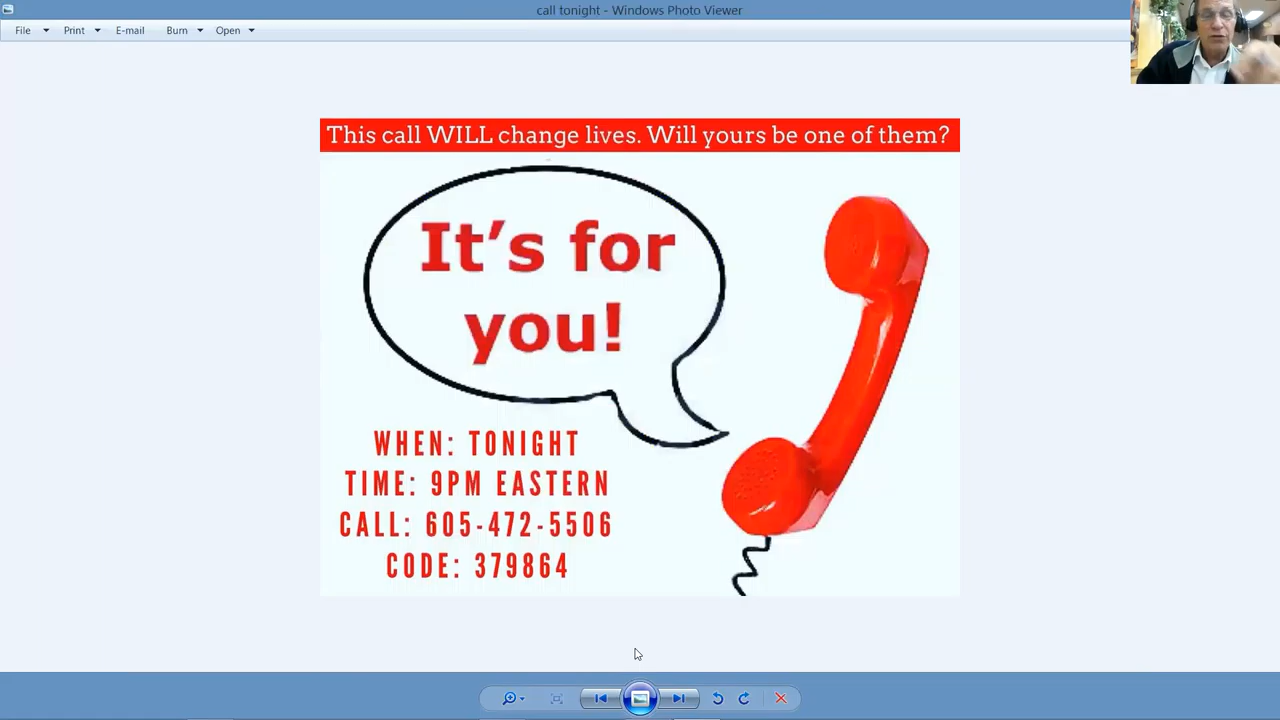 call tonight - Windows Photo Viewer
File Print E-mail Burn Open
This call WILL change lives. Will yours be one of them?
It's for
you!
WHEN: TONIGHT
TIME: 9PM EASTERN
CALL: 605-472-5506
CODE: 379864